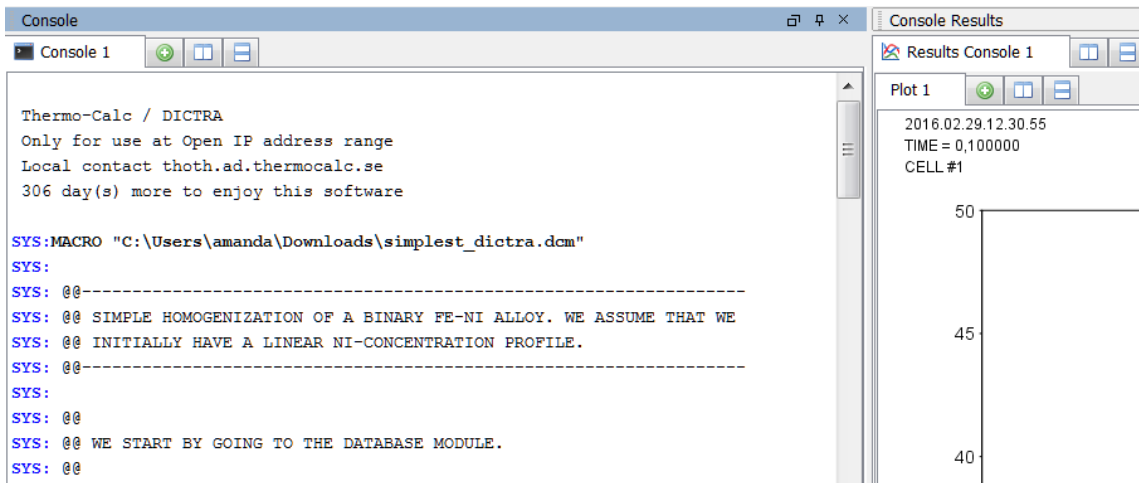 Console
Console 1
Thermo-Calc / DICTRA
Only for use at Open IP address range
Local contact thoth.ad.thermocalc.se
306 day(s) more to enjoy this software
SYS:MACRO "C:\Users\amanda\Downloads\simplest_dictra.dcm"
SYS:
SYS: @@------------------------------------------------------------------
SYS: @@ SIMPLE HOMOGENIZATION OF A BINARY FE-NI ALLOY. WE ASSUME THAT WE
SYS: @@ INITIALLY HAVE A LINEAR NI-CONCENTRATION PROFILE.
SYS: @@------------------------------------------------------------------
SYS:
SYS: @@
SYS: @@ WE START BY GOING TO THE DATABASE MODULE.
SYS: @@
Console Results
Results Console 1
Plot 1
2016.02.29.12.30.55
TIME = 0,100000
CELL #1
50
45
40